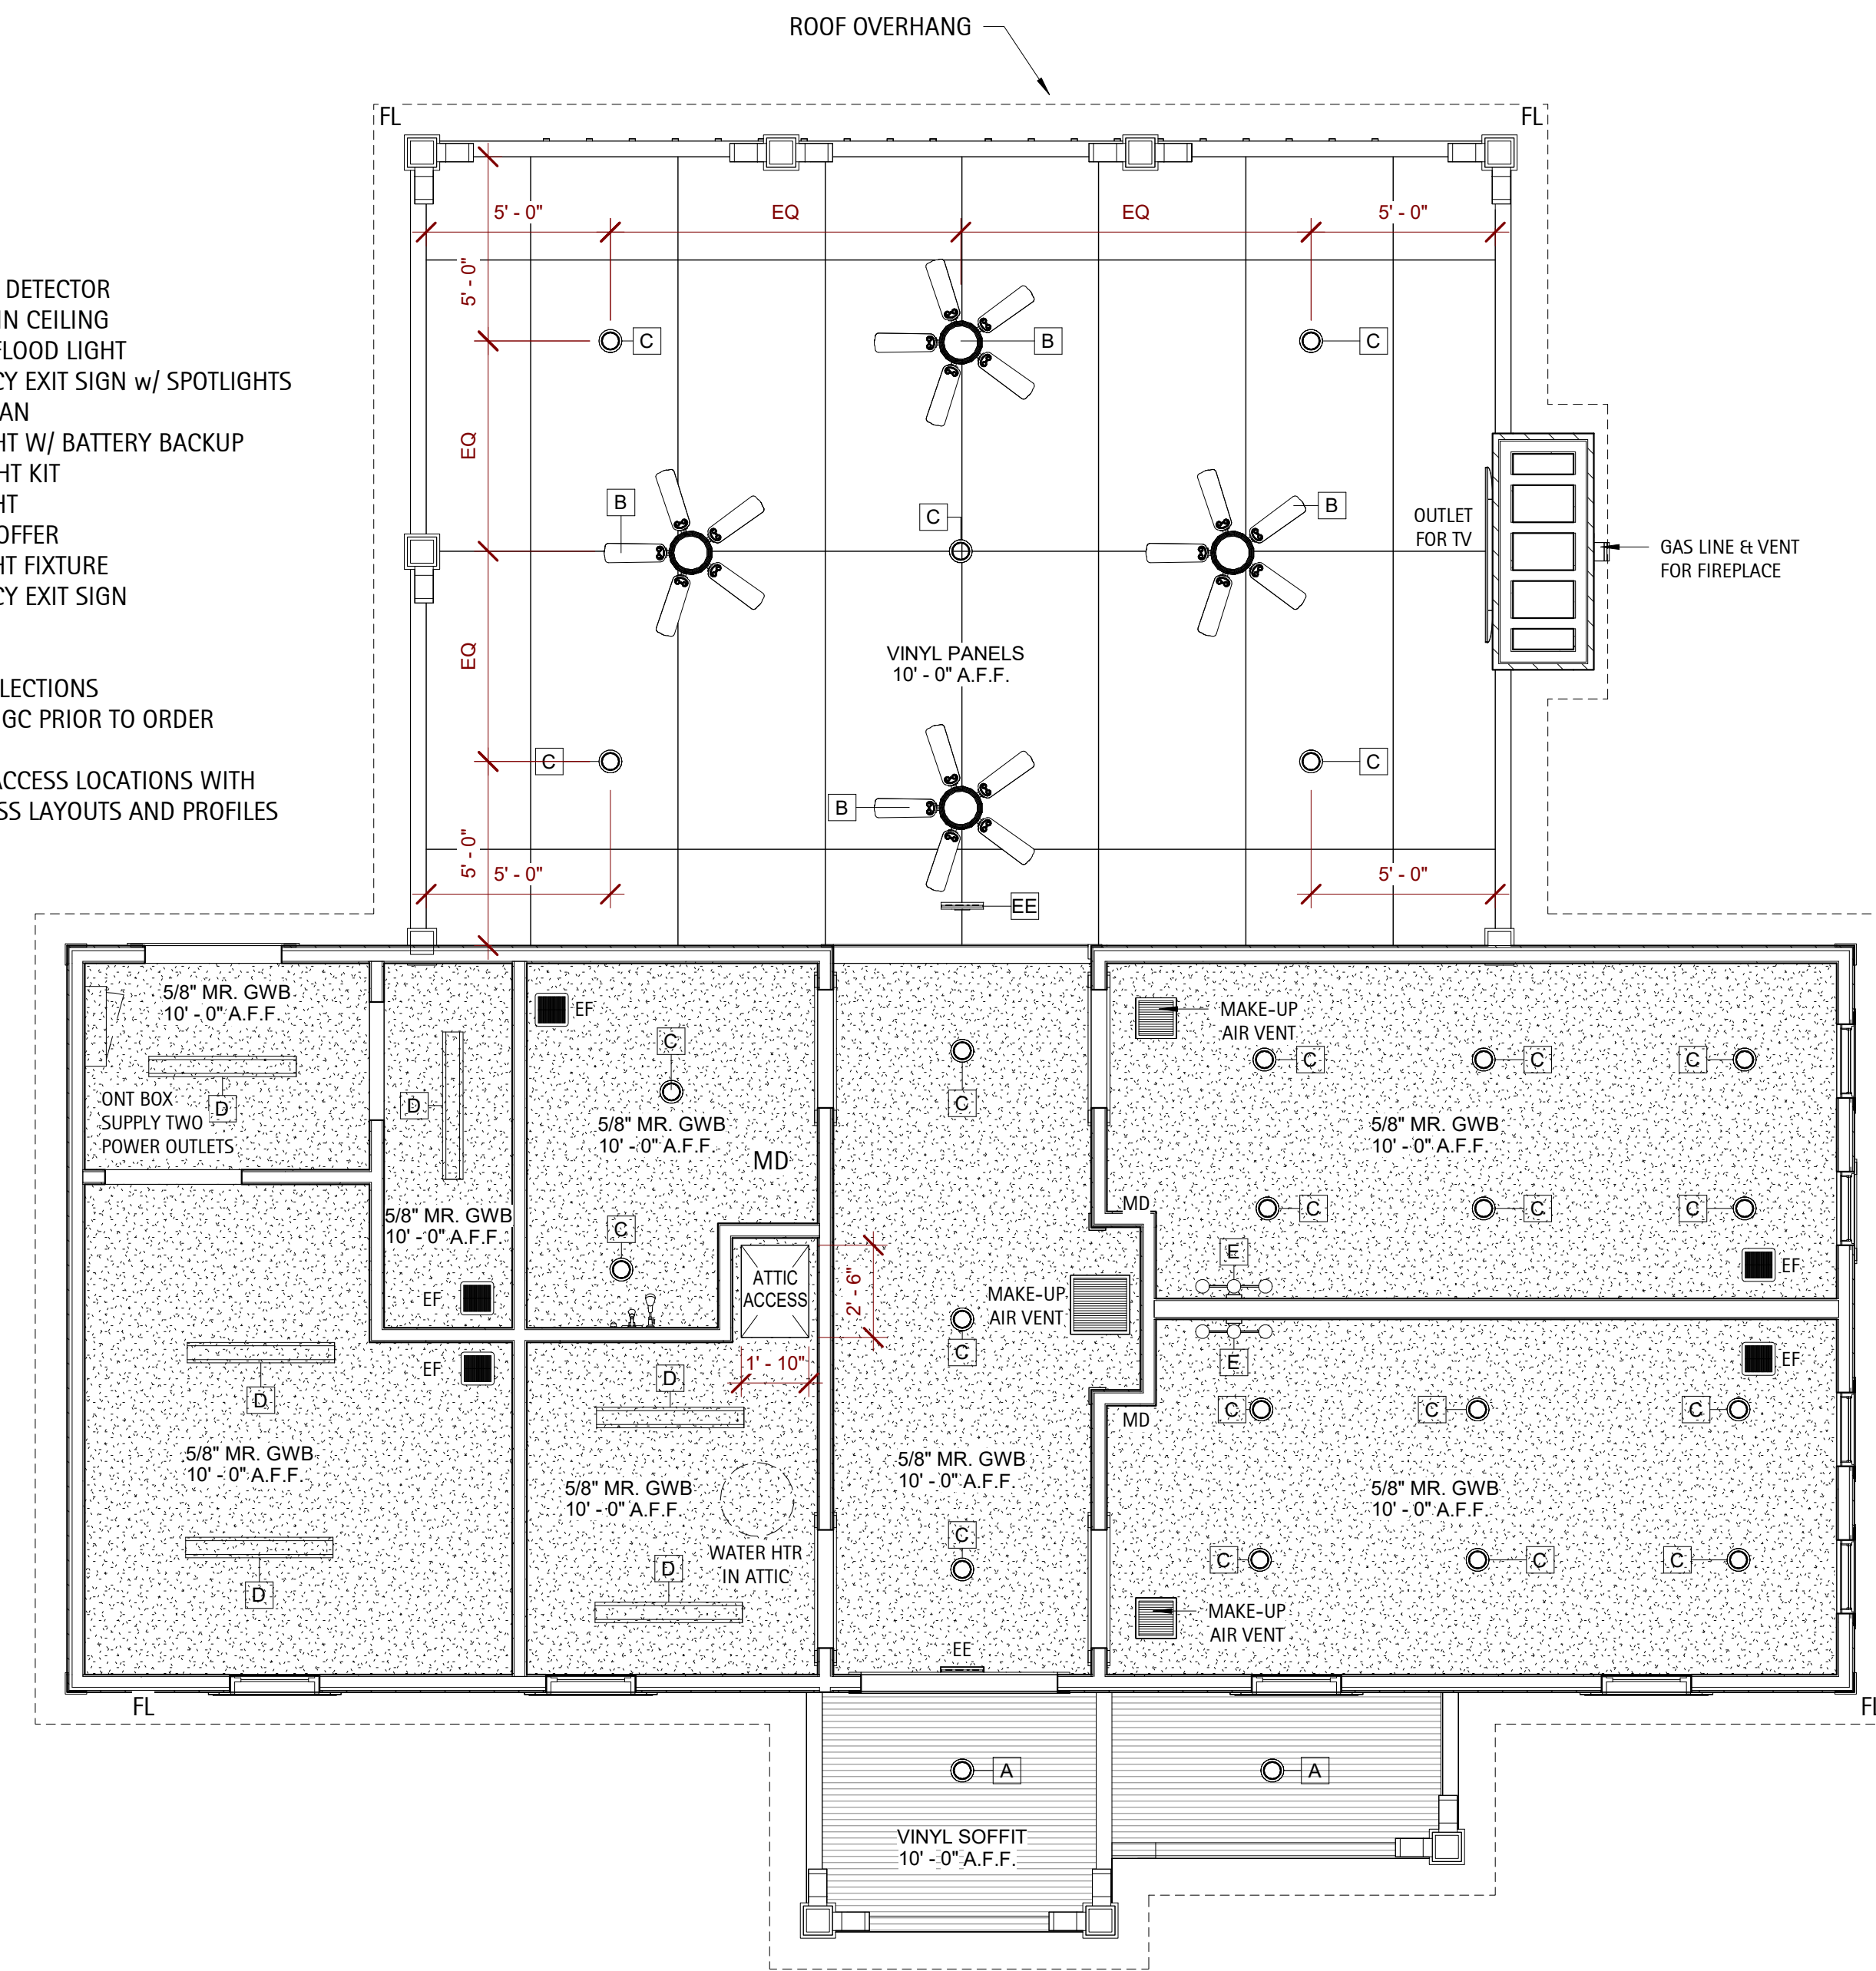 ROOF OVERHANG
FL
FL
5' - 0"
EQ
EQ
5' - 0"
5' - 0"
DETECTOR
IN CEILING
FLOOD LIGHT
CY EXIT SIGN w/ SPOTLIGHTS
AN
HT W/ BATTERY BACKUP
HT KIT
HT
OFFER
HT FIXTURE
CY EXIT SIGN
LECTIONS
GC PRIOR TO ORDER
ACCESS LOCATIONS WITH
SS LAYOUTS AND PROFILES
C
B
C
EQ
B
C
B
OUTLET
FOR TV
GAS LINE & VENT
FOR FIREPLACE
EQ
VINYL PANELS
10' - 0" A.F.F.
C
C
B
5' - 0"
5' - 0"
5' - 0"
EE
5/8" MR. GWB
10' - 0" A.F.F.
EF
MAKE-UP
AIR VENT
C
C
C
C
C
ONT BOX
SUPPLY TWO
POWER OUTLETS
D
D
5/8" MR. GWB
10' - 0" A.F.F.
5/8" MR. GWB
10' - 0" A.F.F.
MD
5/8" MR. GWB
10' - 0" A.F.F.
C
MD
C
C
C
E
EF
ATTIC
ACCESS
2' - 6"
MAKE-UP
AIR VENT
EF
C
E
EF
EF
1' - 10"
D
D
C
C
C
MD
5/8" MR. GWB
10' - 0" A.F.F.
5/8" MR. GWB
10' - 0" A.F.F.
5/8" MR. GWB
10' - 0" A.F.F.
5/8" MR. GWB
10' - 0" A.F.F.
C
WATER HTR
IN ATTIC
D
D
C
C
C
MAKE-UP
AIR VENT
EE
FL
FL
A
A
VINYL SOFFIT
10' - 0" A.F.F.